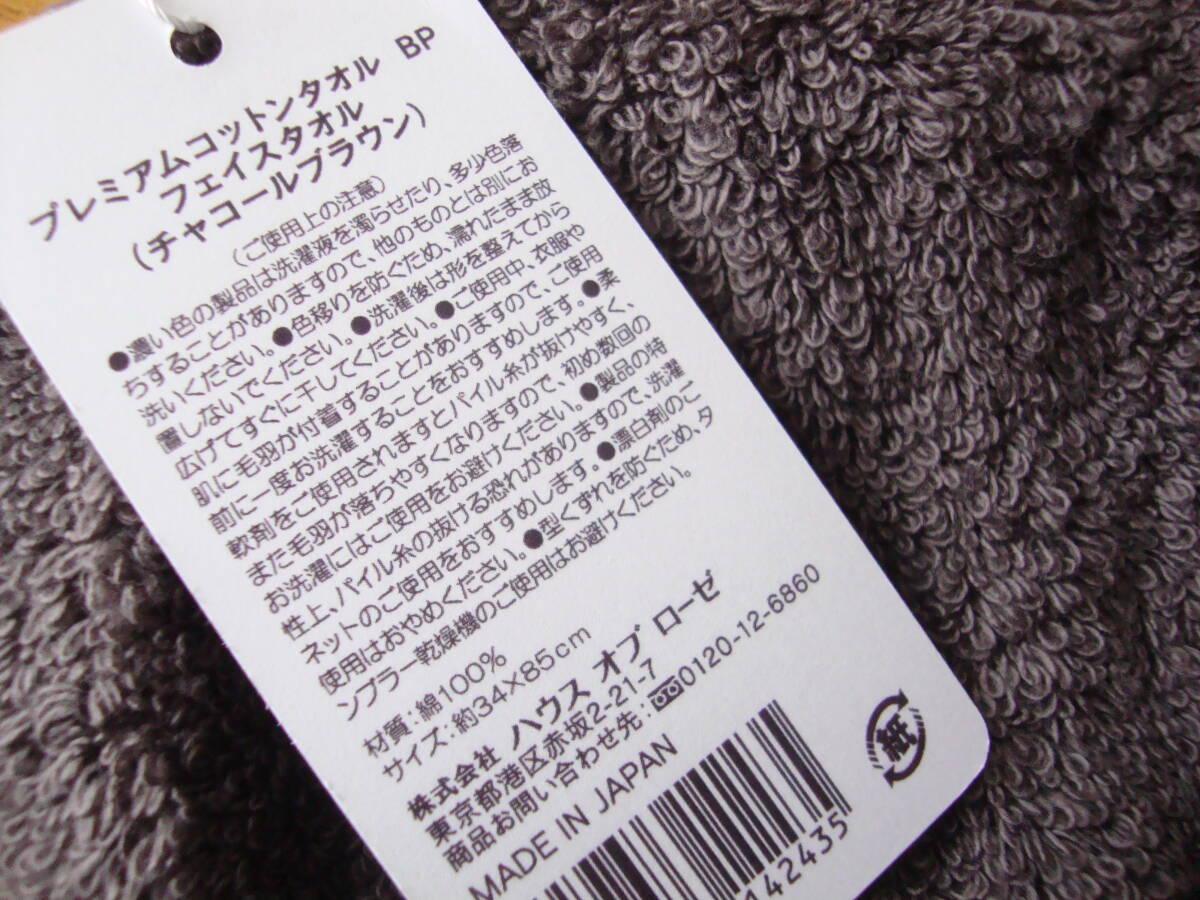 プレミアムコットンタオル BP
フェイスタオル
(チャコールブラウン)
(ご使用上の注意)
●濃い色の製品は洗濯液を濁らせたり、多少色落
ちすることがありますので、他のものとは別にお
洗いください。●色移りを防ぐため、濡れたまま放
置しないでください。●洗濯後は形を整えてから
広げてすぐに干してください。●ご使用中、衣服や
肌に毛羽が付着することがありますので、ご使用
前に一度お洗濯することをおすすめします。●柔
軟剤をご使用されますとパイル糸が抜けやすく、
また毛羽が落ちやすくなりますので、初め数回の
お洗濯にはご使用をお避けください。●製品の特
性上、パイル糸の抜ける恐れがありますので、洗濯
ネットのご使用をおすすめします。●漂白剤のご
使用はおやめください。●型くずれを防ぐため、タ
ンブラー乾燥機のご使用はお避けください。
材質:綿100%
サイズ:約34×85cm
株式会社 ハウス オブ ローゼ
東京都港区赤坂2-21-7
商品お問い合わせ先:0120-12-6860
MADE IN JAPAN
紙
142435